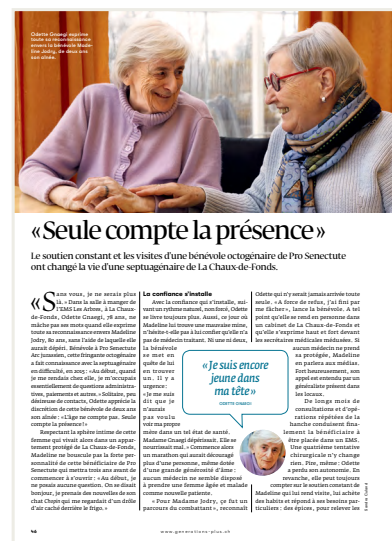 Odette Gnaegi exprime
toute sa reconnaissance
envers la bénévole Made-
line Jodry, de deux ans
son aînée.
«Seule compte la présence»
Le soutien constant et les visites d'une bénévole octogénaire de Pro Senectute
ont changé la vie d'une septuagénaire de La Chaux-de-Fonds.
«Sans vous, je ne serais plus
là. » Dans la salle à manger de
l'EMS Les Arbres, à La Chaux-
de-Fonds, Odette Gnaegi, 78 ans, ne
mâche pas ses mots quand elle exprime
toute sa reconnaissance envers Madeline
Jodry, 80 ans, sans l'aide de laquelle elle
aurait dépéri. Bénévole à Pro Senectute
Arc jurassien, cette fringante octogénaire
a fait connaissance avec la septuagénaire
en difficulté, en 2015: «Au début, quand
je me rendais chez elle, je m'occupais
essentiellement de questions administra-
tives, paiements et autres. » Solitaire, peu
désireuse de contacts, Odette apprécie la
discrétion de cette bénévole de deux ans
son aînée: «L'âge ne compte pas. Seule
compte la présence!»
Respectant la sphère intime de cette
femme qui vivait alors dans un appar-
tement protégé de La Chaux-de-Fonds,
Madeline ne bouscule pas la forte per-
sonnalité de cette bénéficiaire de Pro
Senectute qui mettra trois ans avant de
commencer à s'ouvrir: «Au début, je
ne posais aucune question. On se disait
bonjour, je prenais des nouvelles de son
chat Chopin qui me regardait d'un drôle
d'air caché derrière le frigo. »
La confiance s'installe
Avec la confiance qui s'installe, sui-
vant un rythme naturel, non forcé, Odette
se livre toujours plus. Aussi, ce jour où
Madeline lui trouve une mauvaise mine,
n'hésite-t-elle pas à lui confier qu'elle n'a
pas de médecin traitant. Ni une ni deux,
la bénévole
se met en
quête de lui
en trouver
un. Il y a
urgence:
«Je me suis
dit que je
n'aurais
pas voulu
voir ma propre
mère dans un tel état de santé.
Madame Gnaegi dépérissait. Elle se
nourrissait mal. » Commence alors
un marathon qui aurait découragé
plus d'une personne, même dotée
d'une grande générosité d'âme:
aucun médecin ne semble disposé
à prendre une femme âgée et malade
comme nouvelle patiente.
« Pour Madame Jodry, ce fut un
parcours du combattant », reconnaît
«Je suis encore
jeune dans
ma tête»
ODETTE GNAEGI
Odette qui n'y serait jamais arrivée toute
seule. «A force de refus, j'ai fini par
me fâcher», lance la bénévole. A tel
point qu'elle se rend en personne dans
un cabinet de La Chaux-de-Fonds et
qu'elle s'exprime haut et fort devant
les secrétaires médicales médusées. Si
aucun médecin ne prend
sa protégée, Madeline
en parlera aux médias.
Fort heureusement, son
appel est entendu par un
généraliste présent dans
les locaux.
De longs mois de
consultations et d'opé-
rations répétées de la
hanche conduisent fina-
lement la bénéficiaire à
être placée dans un EMS.
Une quatrième tentative
chirurgicale n'y change
rien. Pire, même: Odette
a perdu son autonomie. En
revanche, elle peut toujours
compter sur le soutien constant de
Madeline qui lui rend visite, lui achète
des habits et répond à ses besoins par-
ticuliers: des épices, pour relever les
46
www.generations-plus.ch